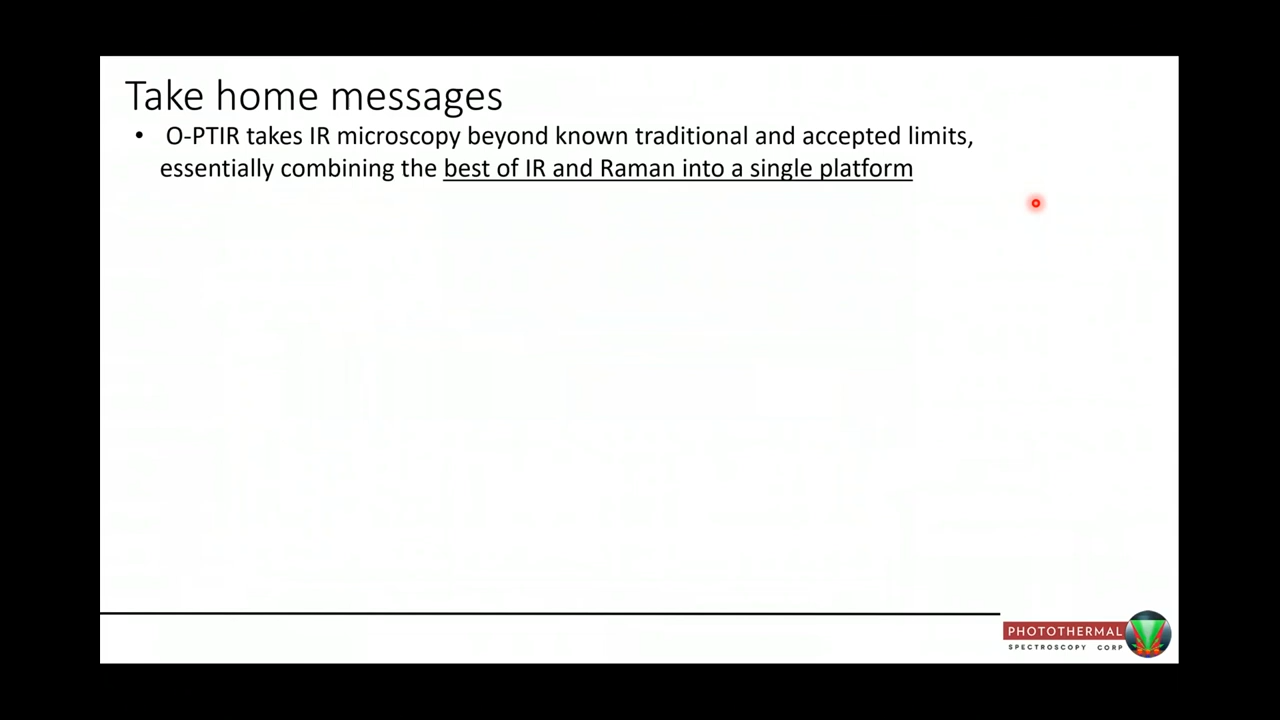 Take home messages
• O-PTIR takes IR microscopy beyond known traditional and accepted limits,
essentially combining the best of IR and Raman into a single platform
PHOTOTHERMAL
SPECTROSCOPY CORP